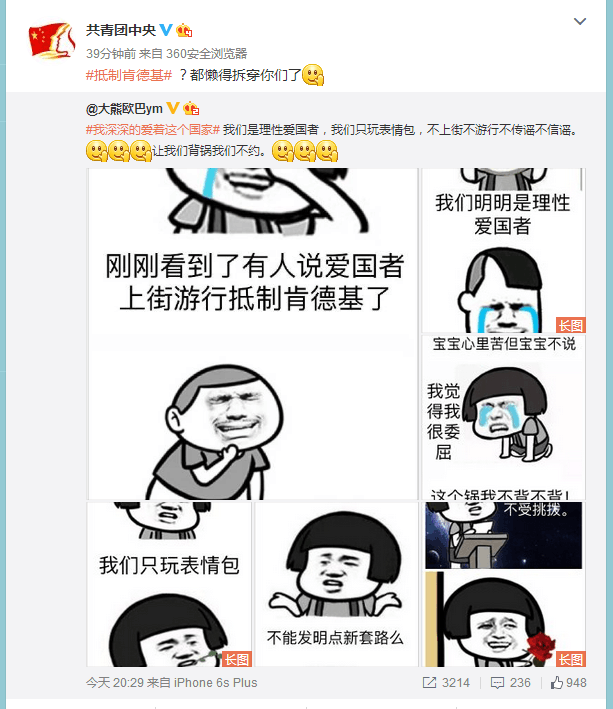 共青团中央
39分钟前 来自 360安全浏览器
#抵制肯德基# ？都懒得拆穿你们了
@大熊欧巴ym
#我深深的爱着这个国家# 我们是理性爱国者，我们只玩表情包，不上街不游行不传谣不信谣。
让我们背锅我们不约。
刚刚看到了有人说爱国者
上街游行抵制肯德基了
我们明明是理性
爱国者
长图
宝宝心里苦但宝宝不说
我觉
得我
很委
屈
这个锅我不背不背!
我们只玩表情包
长图
不能发明点新套路么
不受挑拨。
长图
今天 20:29 来自 iPhone 6s Plus
3214
236
948